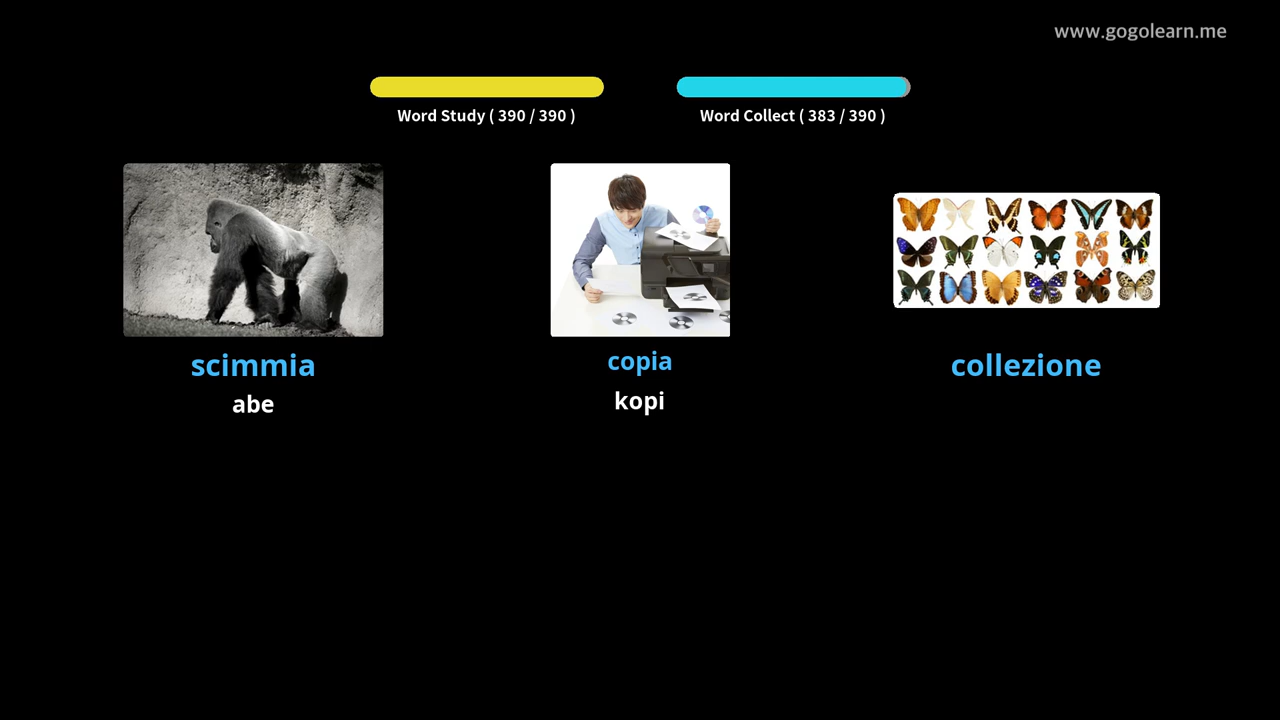 www.gogolearn.me
Word Study ( 390 / 390 )
Word Collect ( 383 / 390 )
scimmia
abe
copia
kopi
collezione